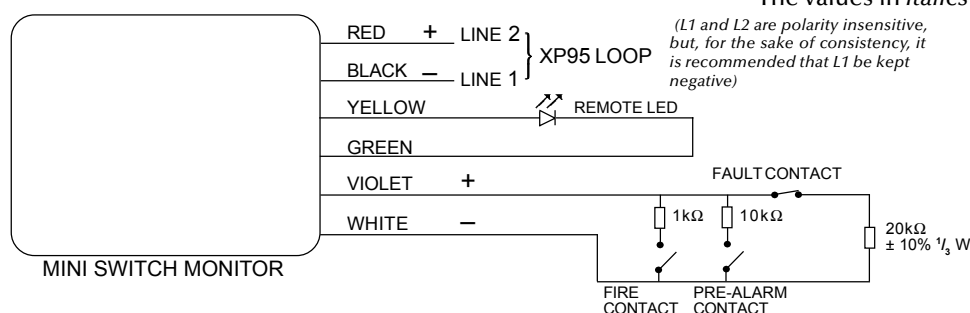 The values in italics
RED + LINE 2
(L1 and L2 are polarity insensitive,
but, for the sake of consistency, it
is recommended that L1 be kept
negative)
XP95 LOOP
BLACK – LINE 1
YELLOW
REMOTE LED
GREEN
FAULT CONTACT
VIOLET +
1kΩ
10kΩ
20kΩ
± 10% 1/3 W
WHITE –
MINI SWITCH MONITOR
FIRE
CONTACT
PRE-ALARM
CONTACT